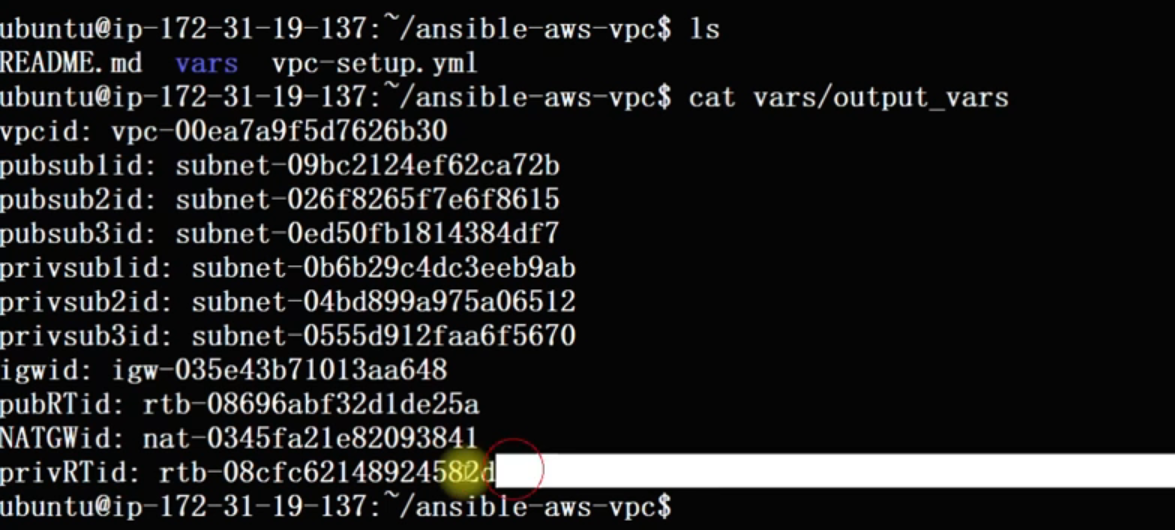 ubuntu@ip-172-31-19-137:~/ansible-aws-vpc$ ls
README.md vars vpc-setup.yml
ubuntu@ip-172-31-19-137:~/ansible-aws-vpc$ cat vars/output_vars
vpcid: vpc-00ea7a9f5d7626b30
pubsub1id: subnet-09bc2124ef62ca72b
pubsub2id: subnet-026f8265f7e6f8615
pubsub3id: subnet-0ed50fb1814384df7
privsub1id: subnet-0b6b29c4dc3eeb9ab
privsub2id: subnet-04bd899a975a06512
privsub3id: subnet-0555d912faa6f5670
igwid: igw-035e43b71013aa648
pubRTid: rtb-08696abf32d1de25a
NATGWid: nat-0345fa21e82093841
privRTid: rtb-08cfc62148924582d
ubuntu@ip-172-31-19-137:~/ansible-aws-vpc$